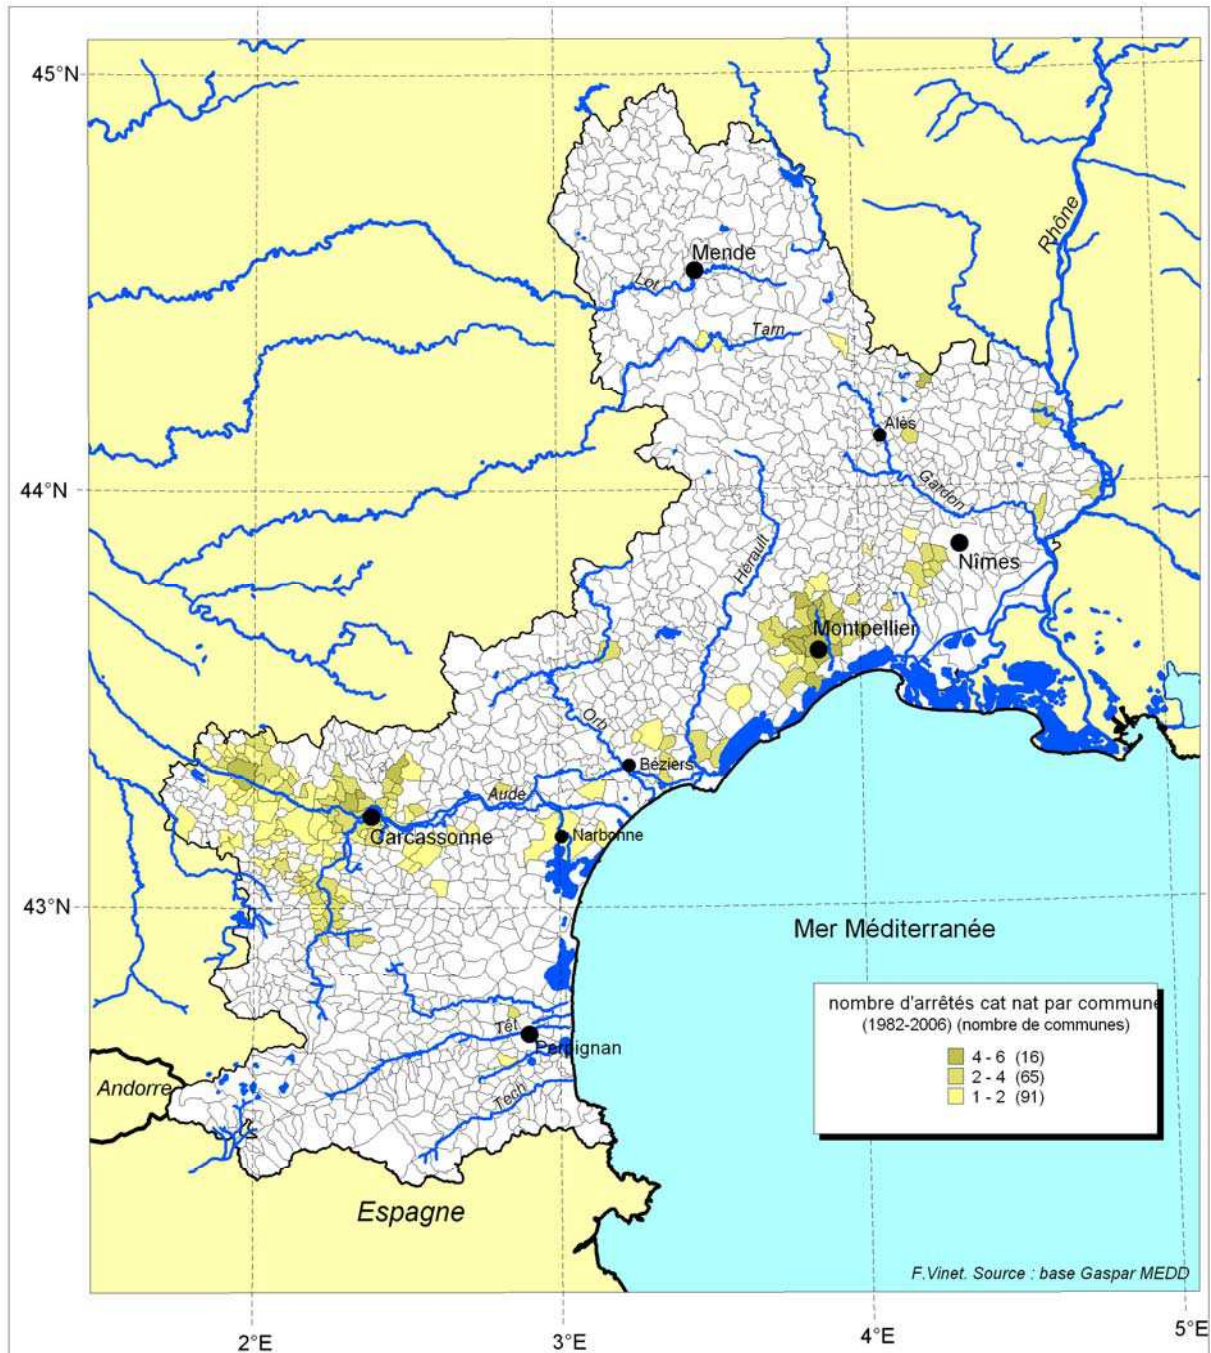 45°N
Rhône
Mende
Lot
Tarn
Alès
44°N
Gardon
Hérault
Nîmes
Montpellier
Orb
Béziers
Aude
Carcassonne
Narbonne
43°N
Mer Méditerranée
nombre d'arrêtés cat nat par commune
(1982-2006) (nombre de communes)
4 - 6 (16)
2 - 4 (65)
1 - 2 (91)
Têt
Perpignan
Andorre
Tech
Espagne
F.Vinet. Source : base Gaspar MEDD
2°E
3°E
4°E
5°E